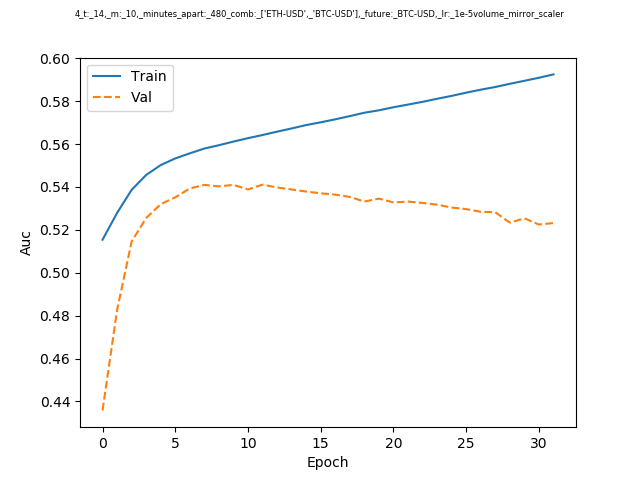 4_t:_14,_m:_10,_minutes_apart:_480_comb:_['ETH-USD',_'BTC-USD'],_future:_BTC-USD,_lr:_1e-5volume_mirror_scaler
0.60
Train
Val
0.58
0.56
0.54
0.52
0.50
0.48
0.46
0.44
Auc
0 5 10 15 20 25 30
Epoch